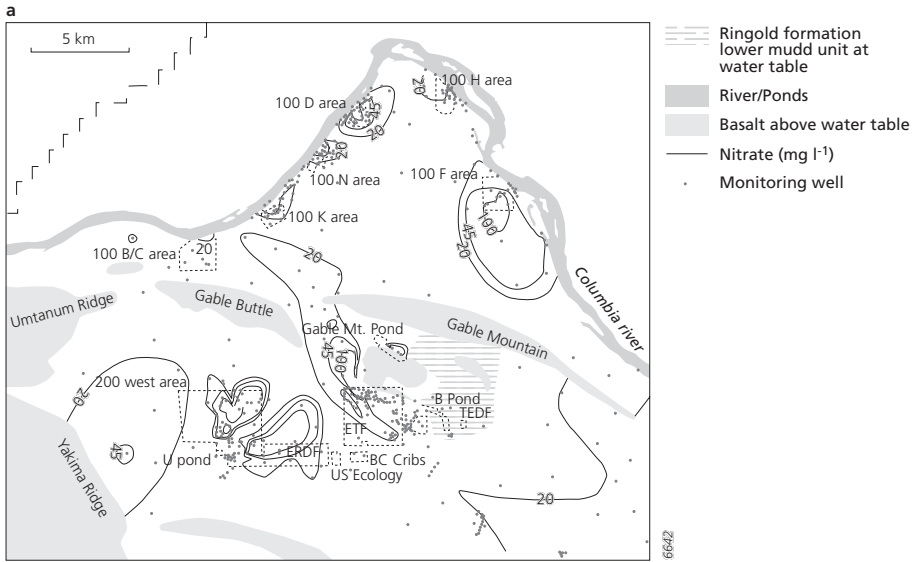 a
5 km
Ringold formation
lower mudd unit at
water table
River/Ponds
Basalt above water table
Nitrate (mg l-1)
Monitoring well
100 H area
20
100 D area
45
20
20
100 N area
100 F area
100 K area
100
45
20
20
100 B/C area
20
Columbia river
Umtanum Ridge
Gable Buttle
Gable Mt. Pond
Gable Mountain
45
100
200 west area
20
B Pond
TEDF
ETF
45
U pond
ERDF
BC Cribs
US Ecology
Yakima Ridge
20
6642